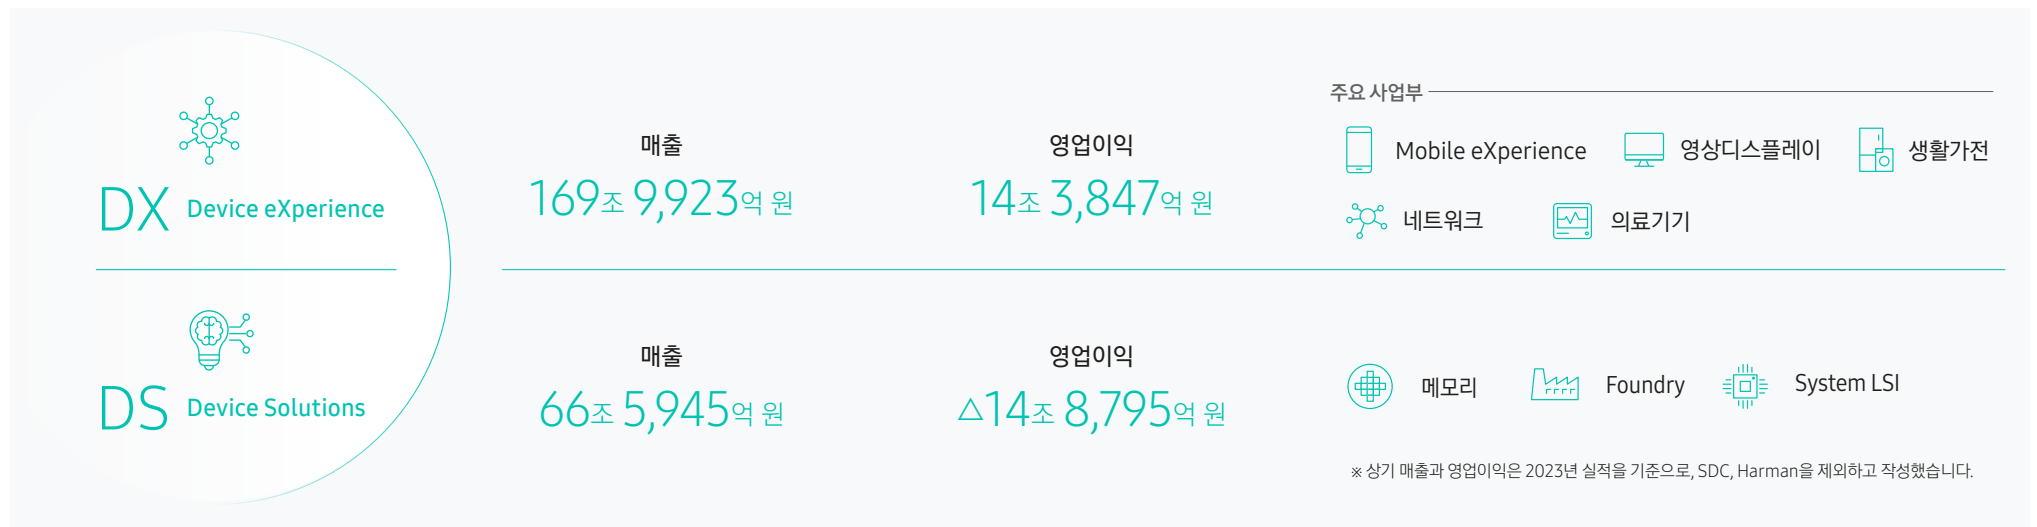 주요 사업부
DX Device eXperience
매출
169조 9,923억 원
영업이익
14조 3,847억 원
Mobile eXperience
영상디스플레이
생활가전
네트워크
의료기기
DS Device Solutions
매출
66조 5,945억 원
영업이익
△14조 8,795억 원
메모리
Foundry
System LSI
※ 상기 매출과 영업이익은 2023년 실적을 기준으로, SDC, Harman을 제외하고 작성했습니다.